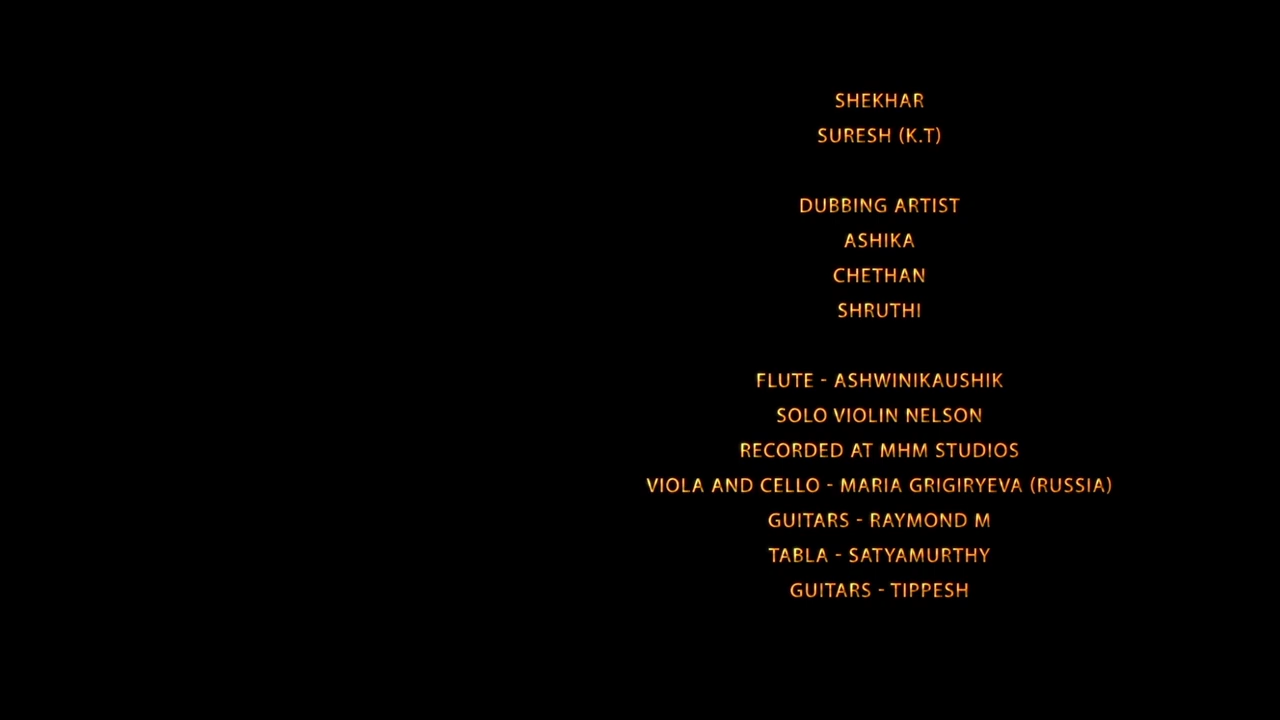 SHEKHAR
SURESH (K.T)
DUBBING ARTIST
ASHIKA
CHETHAN
SHRUTHI
FLUTE - ASHWINIKAUSHIK
SOLO VIOLIN NELSON
RECORDED AT MHM STUDIOS
VIOLA AND CELLO - MARIA GRIGIRYEVA (RUSSIA)
GUITARS - RAYMOND M
TABLA - SATYAMURTHY
GUITARS - TIPPESH